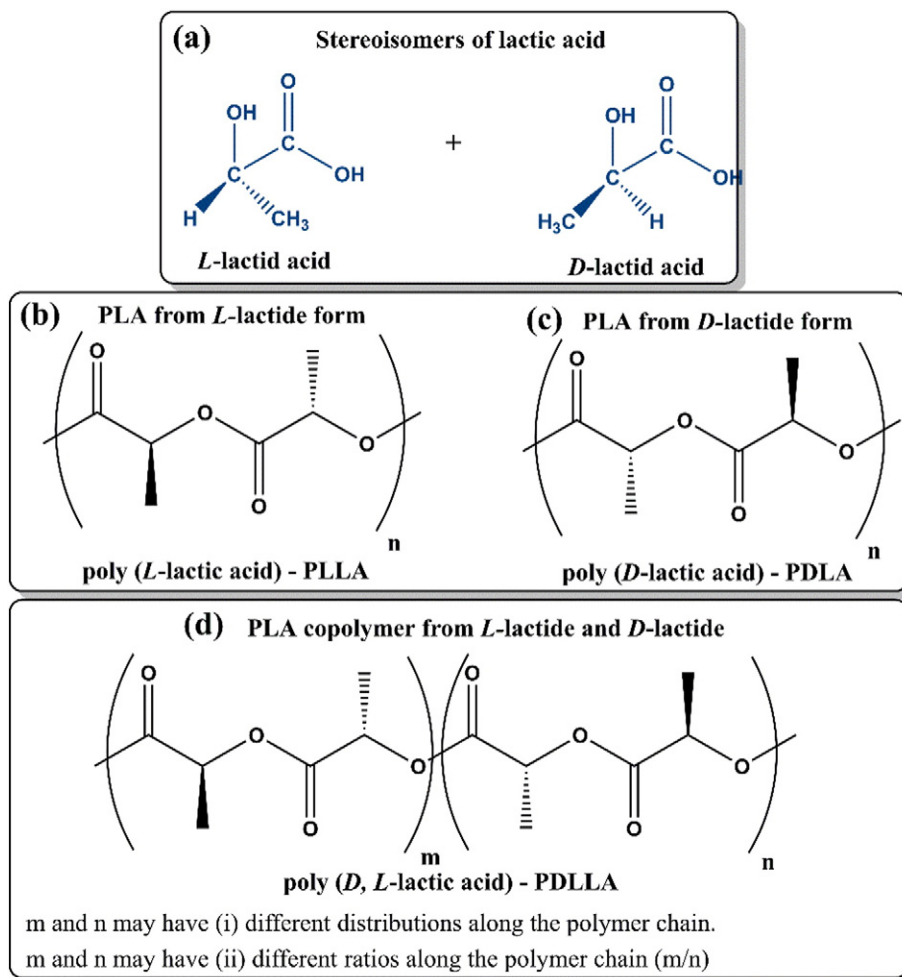 (a) Stereoisomers of lactic acid
OH O
C C
OH
H CH3
+
OH O
C C
OH
H3C H
L-lactid acid
D-lactid acid
(b) PLA from L-lactide form
O
O
O
O
n
poly (L-lactic acid) - PLLA
(c) PLA from D-lactide form
O
O
O
O
n
poly (D-lactic acid) - PDLA
(d) PLA copolymer from L-lactide and D-lactide
O
O
O
O
m
O
O
O
O
n
poly (D, L-lactic acid) - PDLLA
m and n may have (i) different distributions along the polymer chain.
m and n may have (ii) different ratios along the polymer chain (m/n)